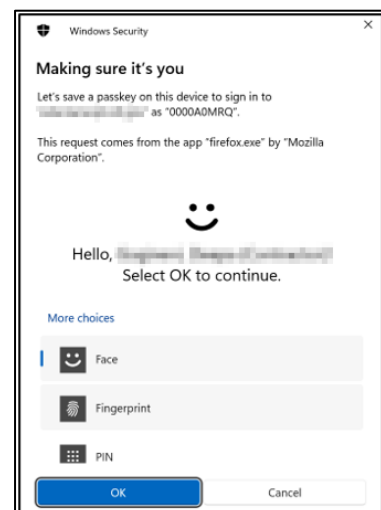 Windows Security
Making sure it's you
Let's save a passkey on this device to sign in to
" " as "0000A0MRQ".
This request comes from the app "firefox.exe" by "Mozilla
Corporation".
Hello,
Select OK to continue.
More choices
Face
Fingerprint
PIN
OK
Cancel